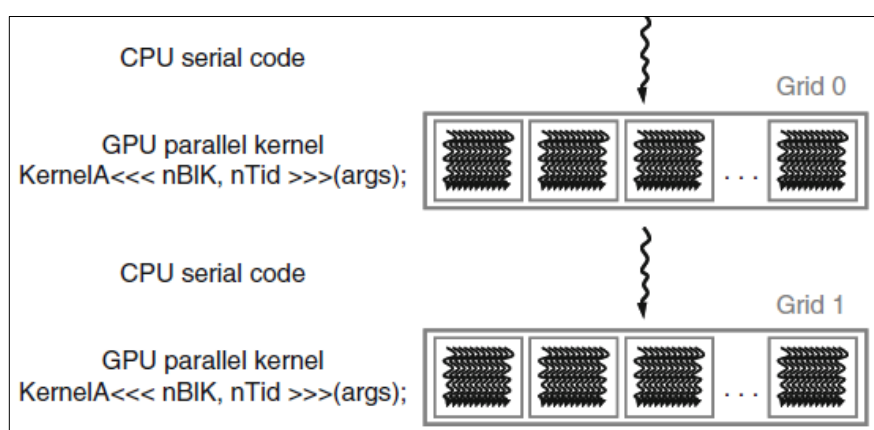 CPU serial code
Grid 0
GPU parallel kernel
KernelA<<< nBlK, nTid >>>(args);
. . .
CPU serial code
Grid 1
GPU parallel kernel
KernelA<<< nBlK, nTid >>>(args);
. . .